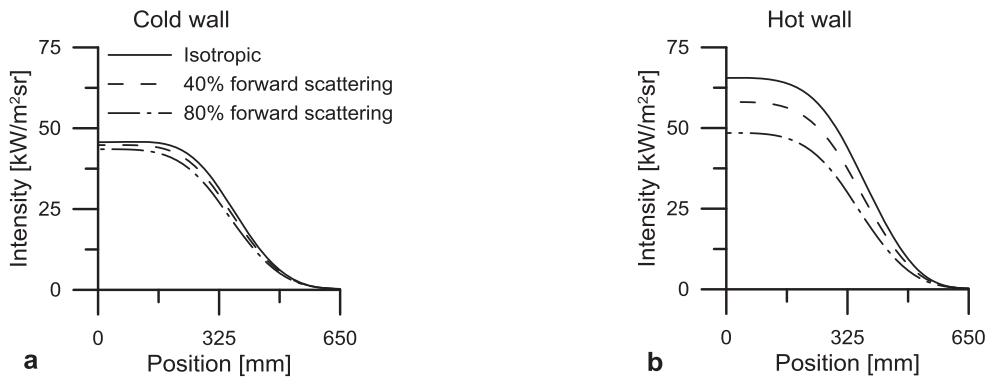 Cold wall
75
50
25
0
Intensity [kW/m²sr]
Isotropic
40% forward scattering
80% forward scattering
0 325 650
Position [mm]
a
Hot wall
75
50
25
0
Intensity [kW/m²sr]
0 325 650
Position [mm]
b